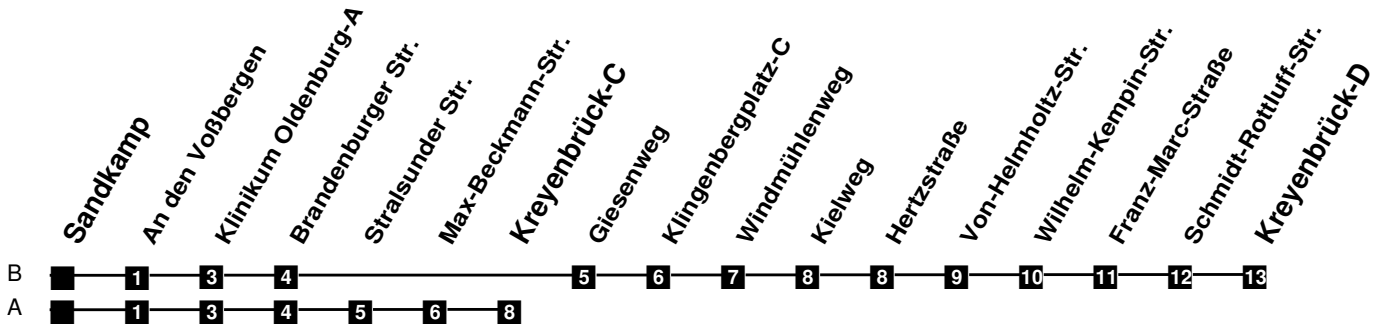 Sandkamp
An den Voßbergen
Klinikum Oldenburg-A
Brandenburger Str.
Stralsunder Str.
Max-Beckmann-Str.
Kreyenbrück-C
Giesenweg
Klingenbergplatz-C
Windmühlenweg
Kielweg
Hertzstraße
Von-Helmholtz-Str.
Wilhelm-Kempin-Str.
Franz-Marc-Straße
Schmidt-Rottluff-Str.
Kreyenbrück-D
B 1 3 4 5 6 7 8 8 9 10 11 12 13
A 1 3 4 5 6 8